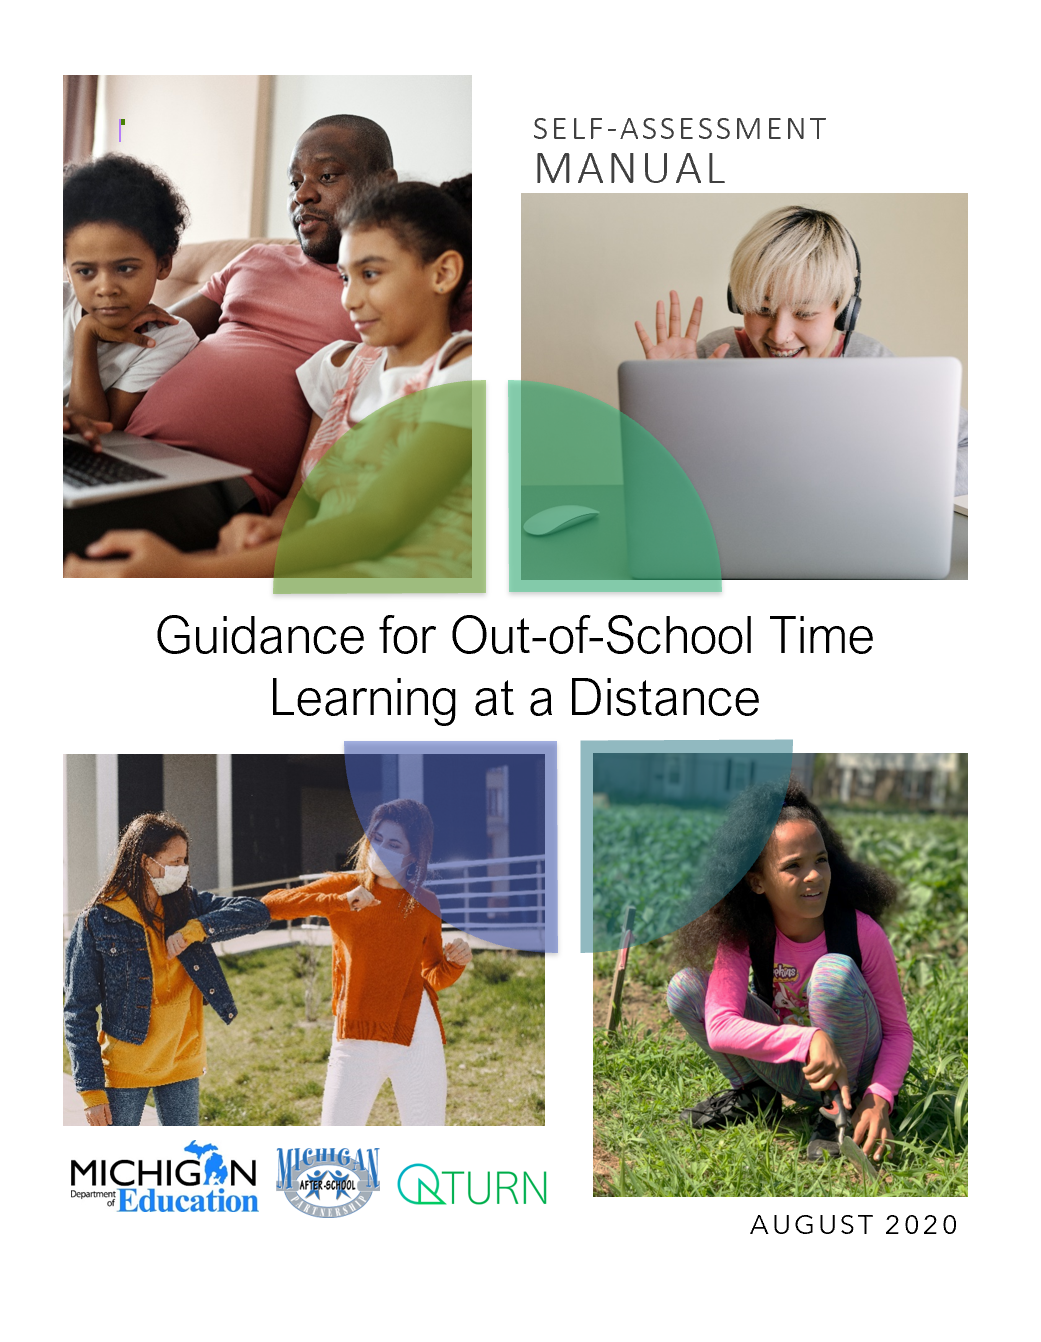 SELF-ASSESSMENT
MANUAL
Guidance for Out-of-School Time
Learning at a Distance
MICHIGAN
Department
of Education
MICHIGAN
AFTER-SCHOOL
PARTNERSHIP
QTURN
AUGUST 2020